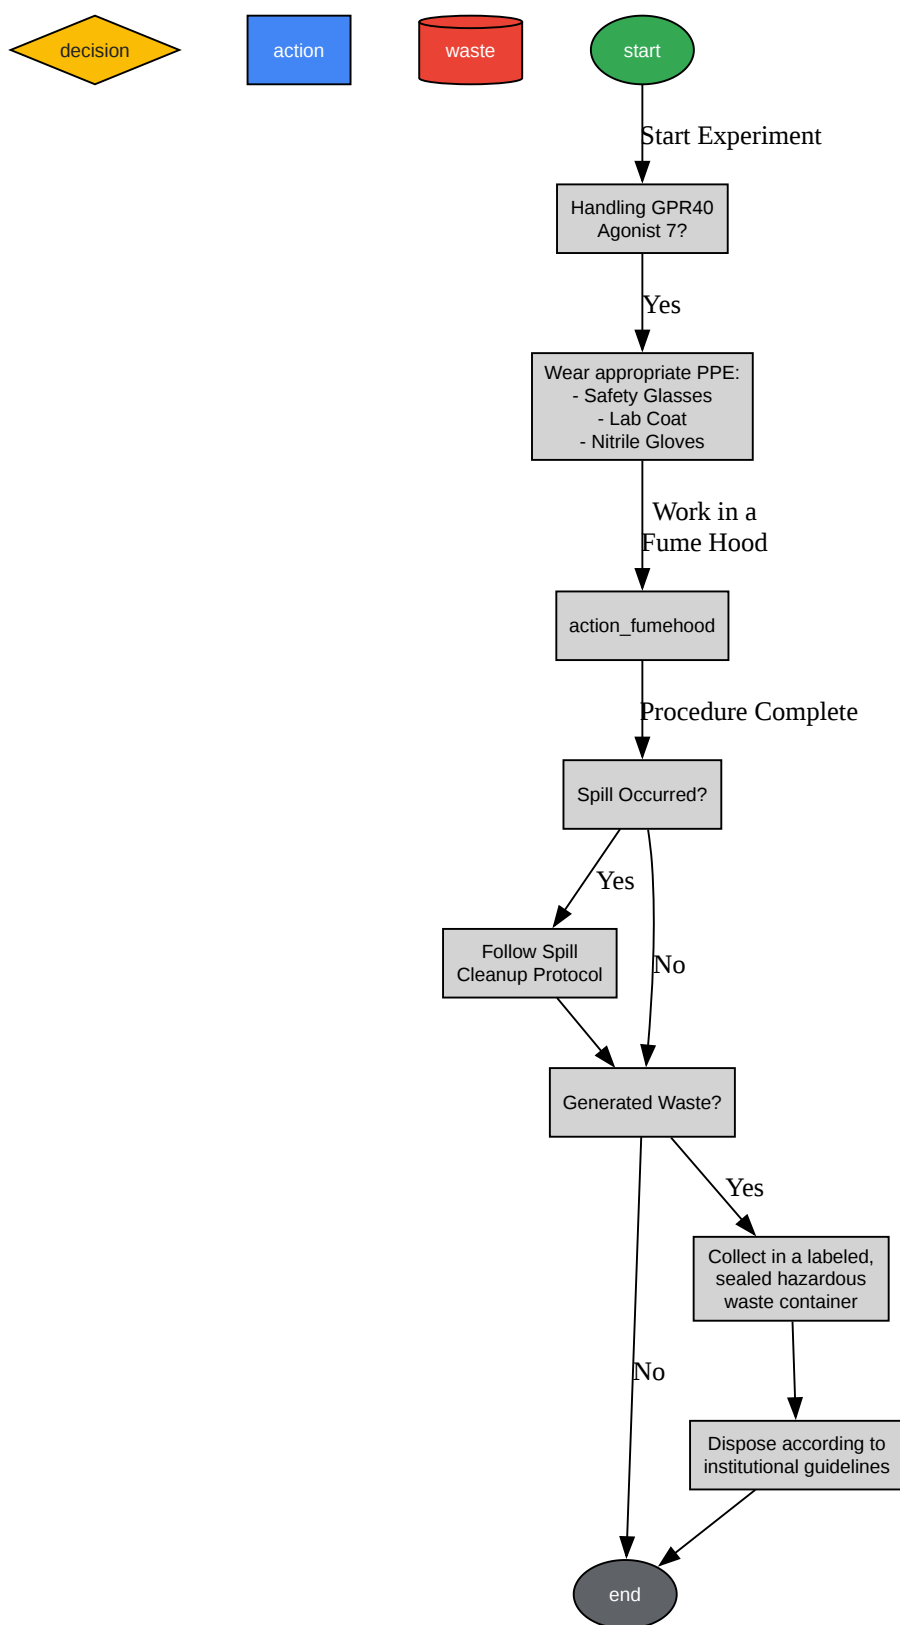 decision
action
waste
start
Start Experiment
Handling GPR40
Agonist 7?
Yes
Wear appropriate PPE:
- Safety Glasses
- Lab Coat
- Nitrile Gloves
Work in a
Fume Hood
action_fumehood
Procedure Complete
Spill Occurred?
Yes
Follow Spill
Cleanup Protocol
No
Generated Waste?
Yes
Collect in a labeled,
sealed hazardous
waste container
No
Dispose according to
institutional guidelines
end